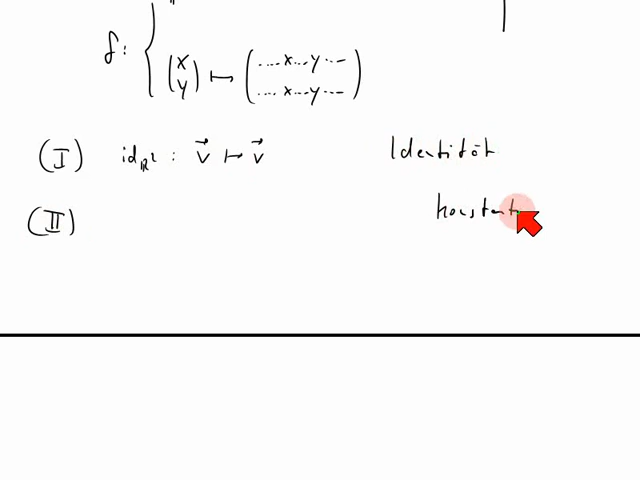 f: { (x y) ↦ (....x...y... ....x...y...)
(I) id_ℝ² : v⃗ ↦ v⃗ Identität
(II) konstant